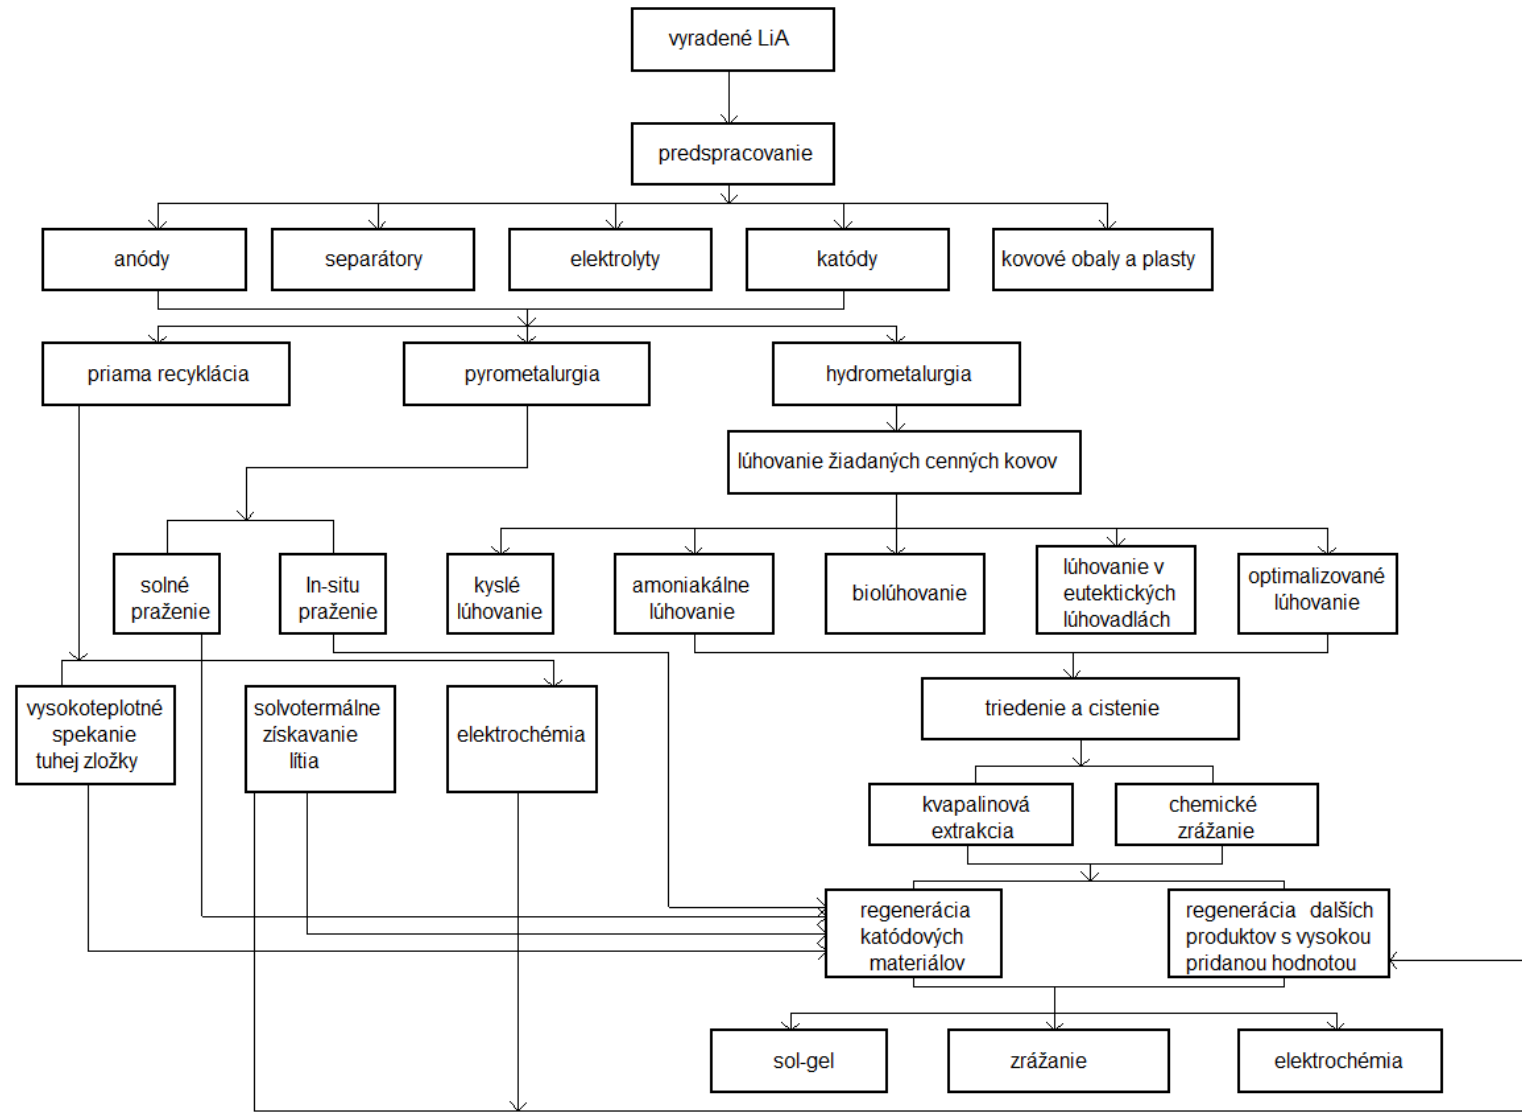 vyradené LiA
predspracovanie
anódy
separátory
elektrolyty
katódy
kovové obaly a plasty
priama recyklácia
pyrometalurgia
hydrometalurgia
lúhovanie žiadaných cenných kovov
solné
praženie
In-situ
praženie
kyslé
lúhovanie
amoniakálne
lúhovanie
biolúhovanie
lúhovanie v
eutektických
lúhovadlách
optimalizované
lúhovanie
vysokoteplotné
spekanie
tuhej zložky
solvotermálne
získavanie
lítia
elektrochémia
triedenie a cistenie
kvapalinová
extrakcia
chemické
zrážanie
regenerácia
katódových
materiálov
regenerácia dalších
produktov s vysokou
pridanou hodnotou
sol-gel
zrážanie
elektrochémia